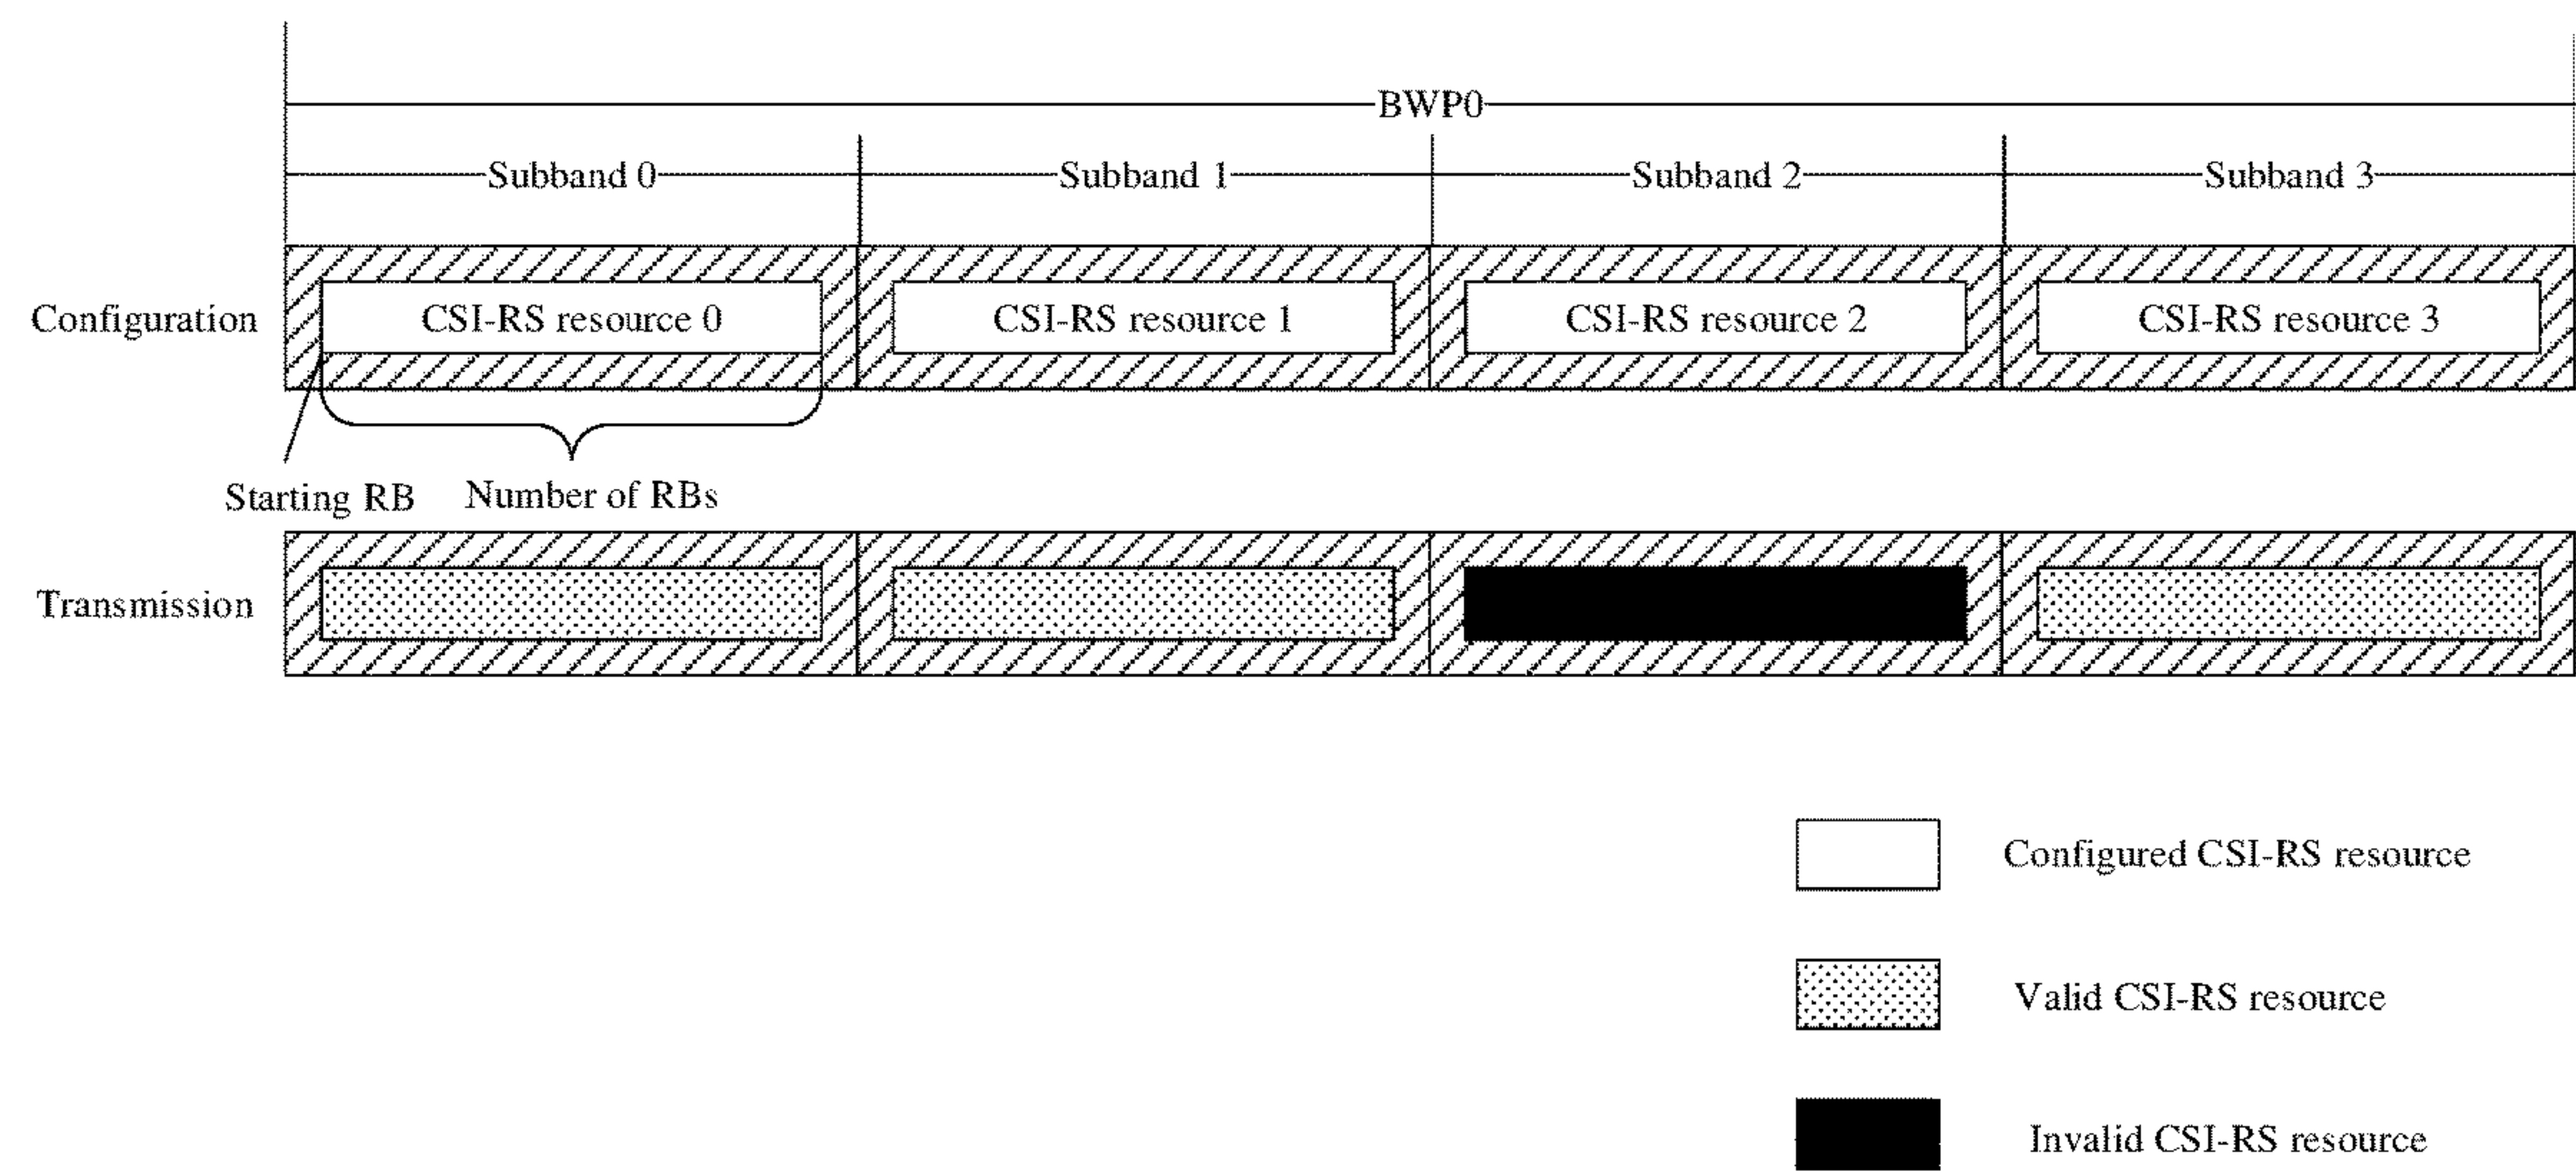 BWP0
Subband 0
Subband 1
Subband 2
Subband 3
Configuration
CSI-RS resource 0
CSI-RS resource 1
CSI-RS resource 2
CSI-RS resource 3
Starting RB
Number of RBs
Transmission
Configured CSI-RS resource
Valid CSI-RS resource
Invalid CSI-RS resource